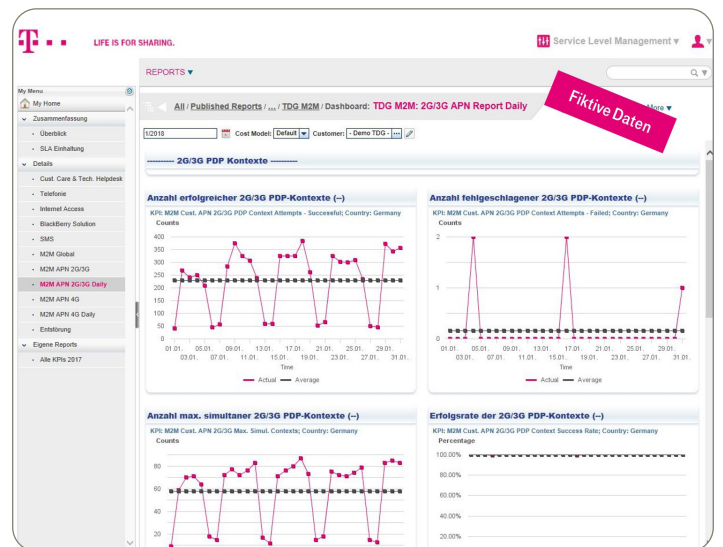 T
LIFE IS FOR SHARING.
Service Level Management ▾
REPORTS ▾
My Menu
My Home
Zusammenfassung
Überblick
SLA Einhaltung
Details
Cust. Care & Tech. Helpdesk
Telefonie
Internet Access
BlackBerry Solution
SMS
M2M Global
M2M APN 2G/3G
M2M APN 2G/3G Daily
M2M APN 4G
M2M APN 4G Daily
Entstörung
Eigene Reports
Alle KPIs 2017
All / Published Reports / ... / TDG M2M / Dashboard: TDG M2M: 2G/3G APN Report Daily
More ▾
Fiktive Daten
1/2018 Cost Model: Default Customer: - Demo TDG - ...
---------- 2G/3G PDP Kontexte ----------
Anzahl erfolgreicher 2G/3G PDP-Kontexte (--)
KPI: M2M Cust. APN 2G/3G PDP Context Attempts - Successful; Country: Germany
Counts
400
350
300
250
200
150
100
50
0
01.01. 05.01. 09.01. 13.01. 17.01. 21.01. 25.01. 29.01.
03.01. 07.01. 11.01. 15.01. 19.01. 23.01. 27.01. 31.01.
Time
Actual Average
Anzahl fehlgeschlagener 2G/3G PDP-Kontexte (--)
KPI: M2M Cust. APN 2G/3G PDP Context Attempts - Failed; Country: Germany
Counts
2
1
0
01.01. 05.01. 09.01. 13.01. 17.01. 21.01. 25.01. 29.01.
03.01. 07.01. 11.01. 15.01. 19.01. 23.01. 27.01. 31.01.
Time
Actual Average
Anzahl max. simultaner 2G/3G PDP-Kontexte (--)
KPI: M2M Cust. APN 2G/3G Max. Simul. Contexts; Country: Germany
Counts
80
60
40
20
Erfolgsrate der 2G/3G PDP-Kontexte (--)
KPI: M2M Cust. APN 2G/3G PDP Context Success Rate; Country: Germany
Percentage
100.00%
80.00%
60.00%
40.00%
20.00%